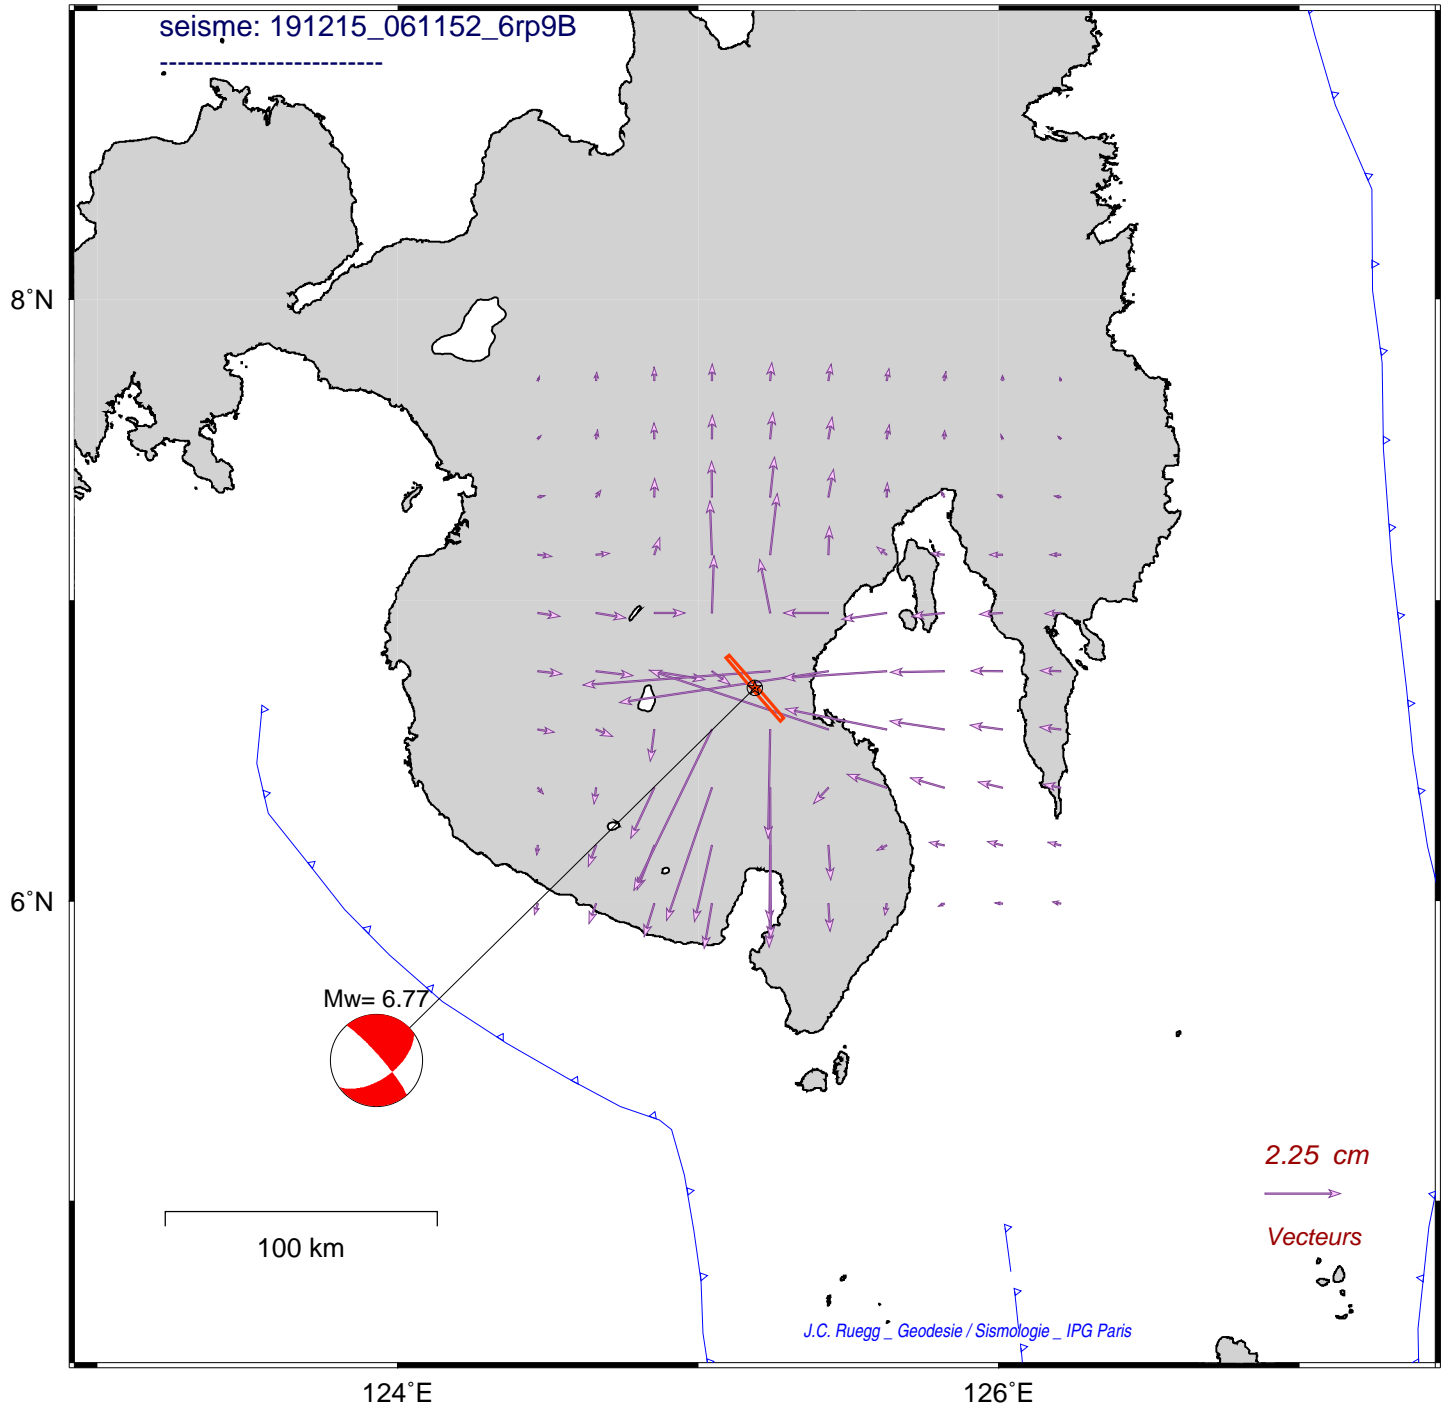 seisme: 191215_061152_6rp9B
-----------------------
8°N
6°N
Mw= 6.77
2.25 cm
Vecteurs
100 km
J.C. Ruegg _ Geodesie / Sismologie _ IPG Paris
124°E
126°E